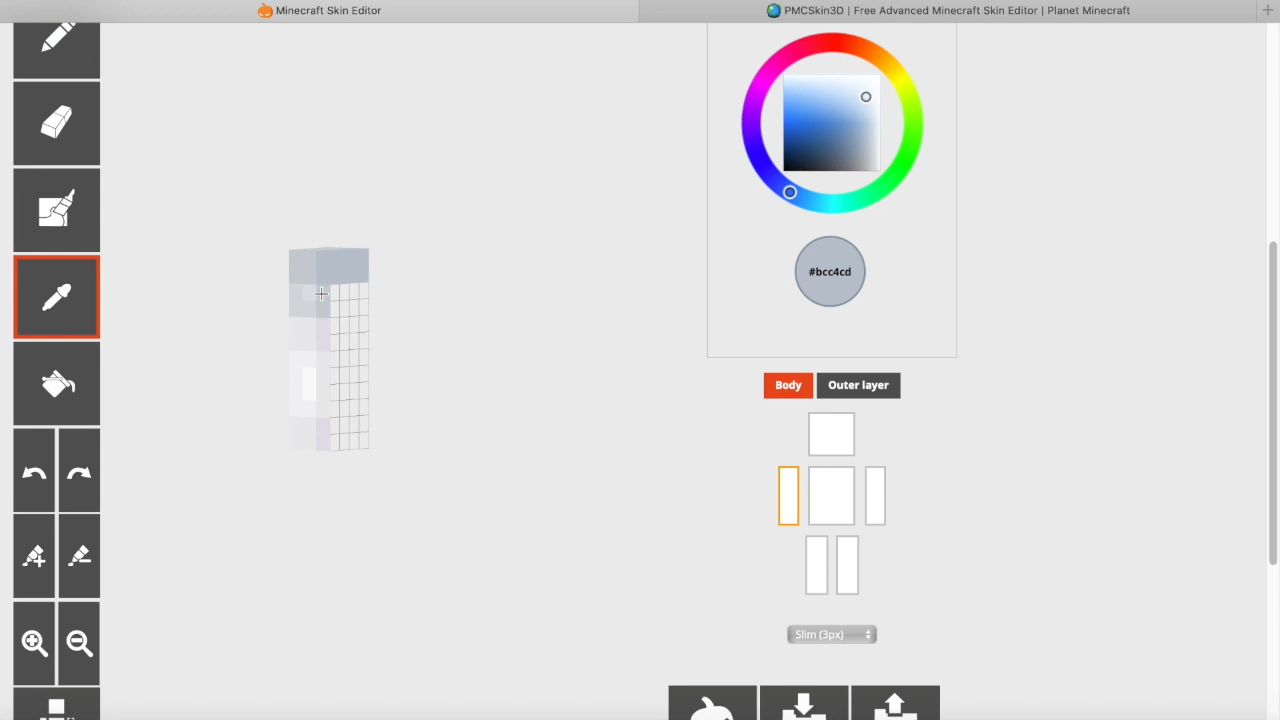 Minecraft Skin Editor
PMCSkin3D | Free Advanced Minecraft Skin Editor | Planet Minecraft
#bcc4cd
Body
Outer layer
Slim (3px)